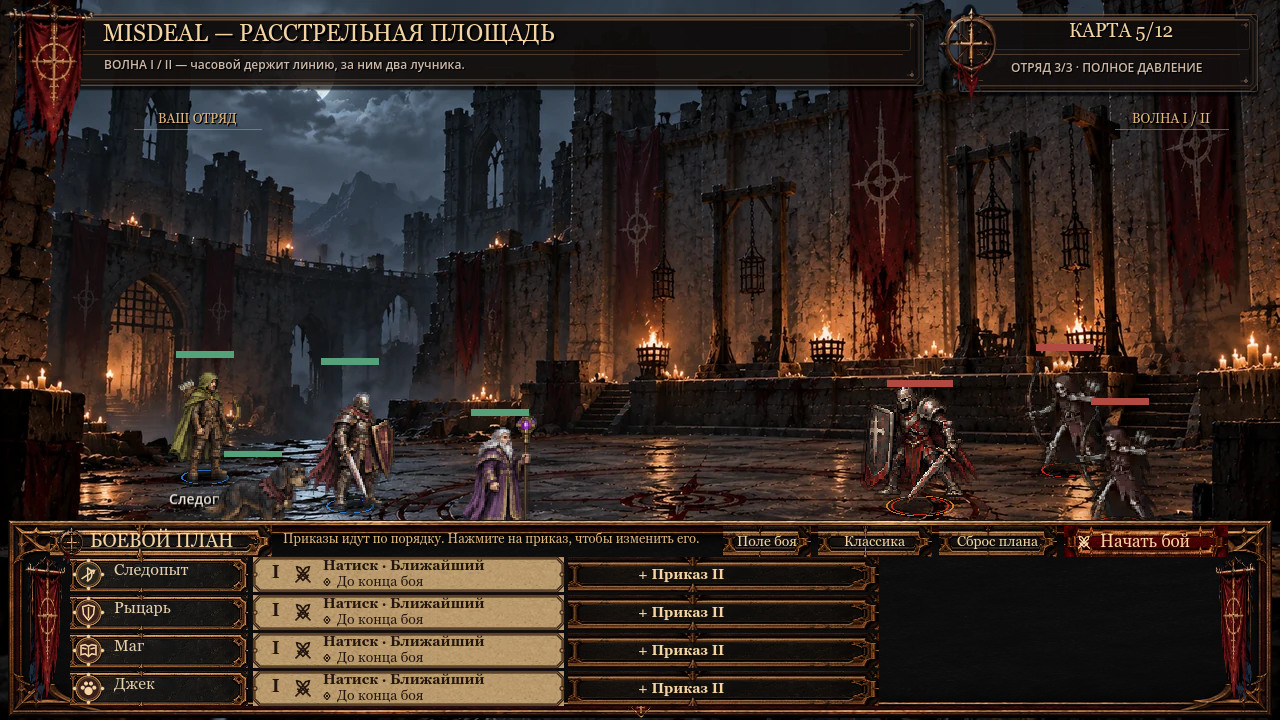 MISDEAL — РАССТРЕЛЬНАЯ ПЛОЩАДЬ
ВОЛНА I / II — часовой держит линию, за ним два лучника.
КАРТА 5/12
ОТРЯД 3/3 · ПОЛНОЕ ДАВЛЕНИЕ
ВАШ ОТРЯД
ВОЛНА I / II
Следог
БОЕВОЙ ПЛАН
Приказы идут по порядку. Нажмите на приказ, чтобы изменить его.
Поле боя
Классика
Сброс плана
Начать бой
Следопыт
I
Натиск · Ближайший
До конца боя
+ Приказ II
Рыцарь
I
Натиск · Ближайший
До конца боя
+ Приказ II
Маг
I
Натиск · Ближайший
До конца боя
+ Приказ II
Джек
I
Натиск · Ближайший
До конца боя
+ Приказ II